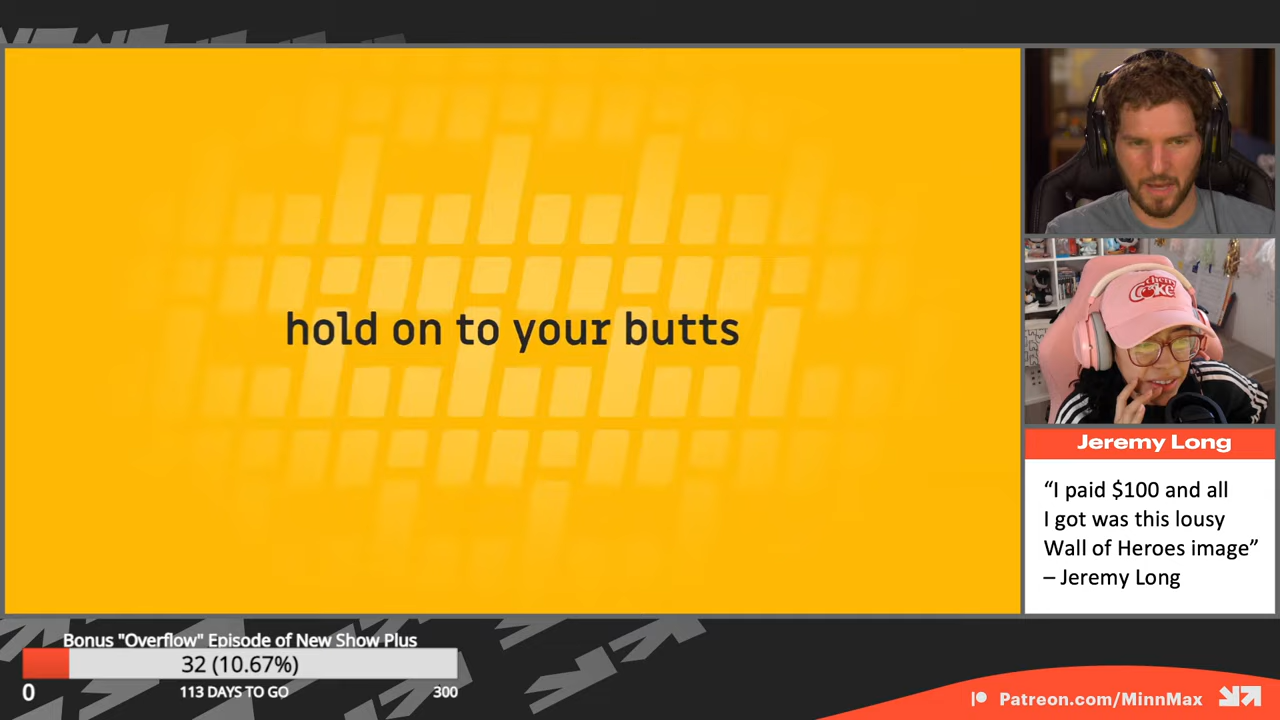 hold on to your butts
cherry
Coke
Jeremy Long
“I paid $100 and all
I got was this lousy
Wall of Heroes image”
– Jeremy Long
Bonus "Overflow" Episode of New Show Plus
32 (10.67%)
0
113 DAYS TO GO
300
Patreon.com/MinnMax